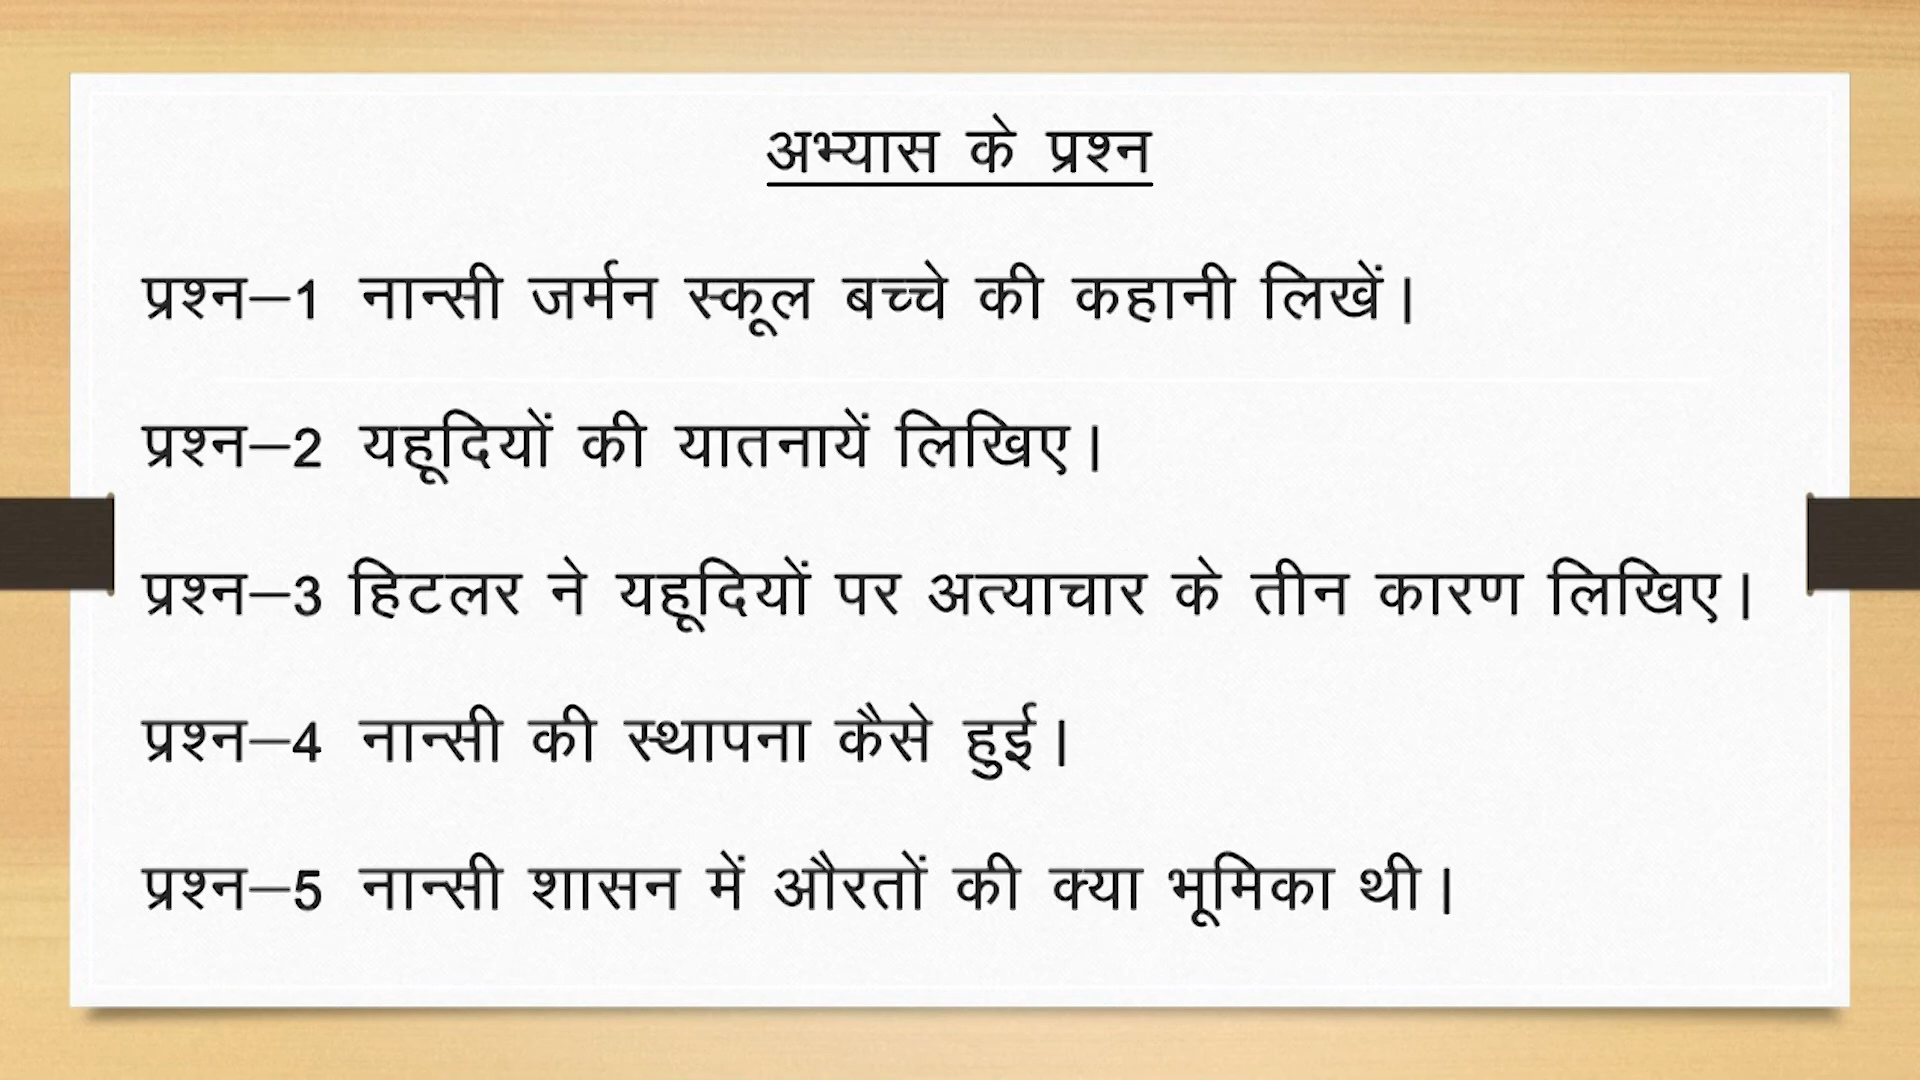 अभ्यास के प्रश्न
प्रश्न–1 नान्सी जर्मन स्कूल बच्चे की कहानी लिखें।
प्रश्न–2 यहूदियों की यातनायें लिखिए।
प्रश्न–3 हिटलर ने यहूदियों पर अत्याचार के तीन कारण लिखिए।
प्रश्न–4 नान्सी की स्थापना कैसे हुई।
प्रश्न–5 नान्सी शासन में औरतों की क्या भूमिका थी।